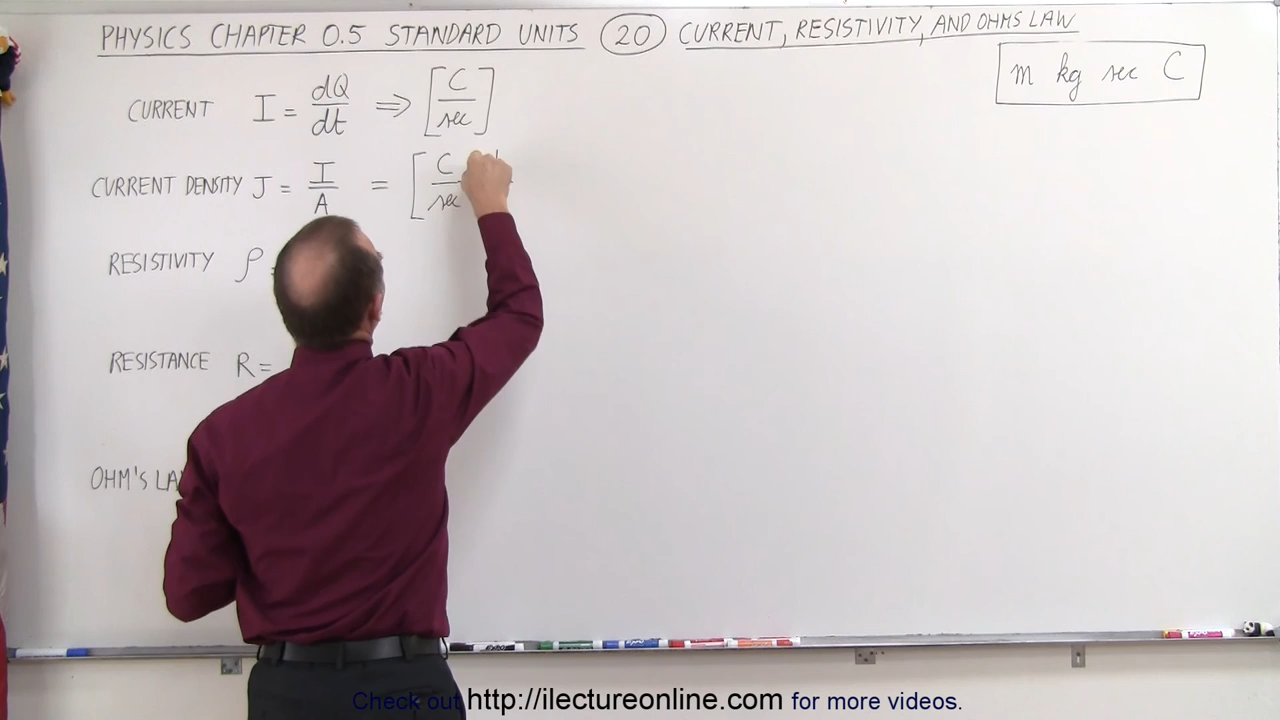 PHYSICS CHAPTER 0.5 STANDARD UNITS 20 CURRENT, RESISTIVITY, AND OHMS LAW
m kg sec C
CURRENT I = dQ/dt ⇒ [C/sec]
CURRENT DENSITY J = I/A = [C/sec
RESISTIVITY ρ
RESISTANCE R =
OHM'S LA
Check out http://ilectureonline.com for more videos.